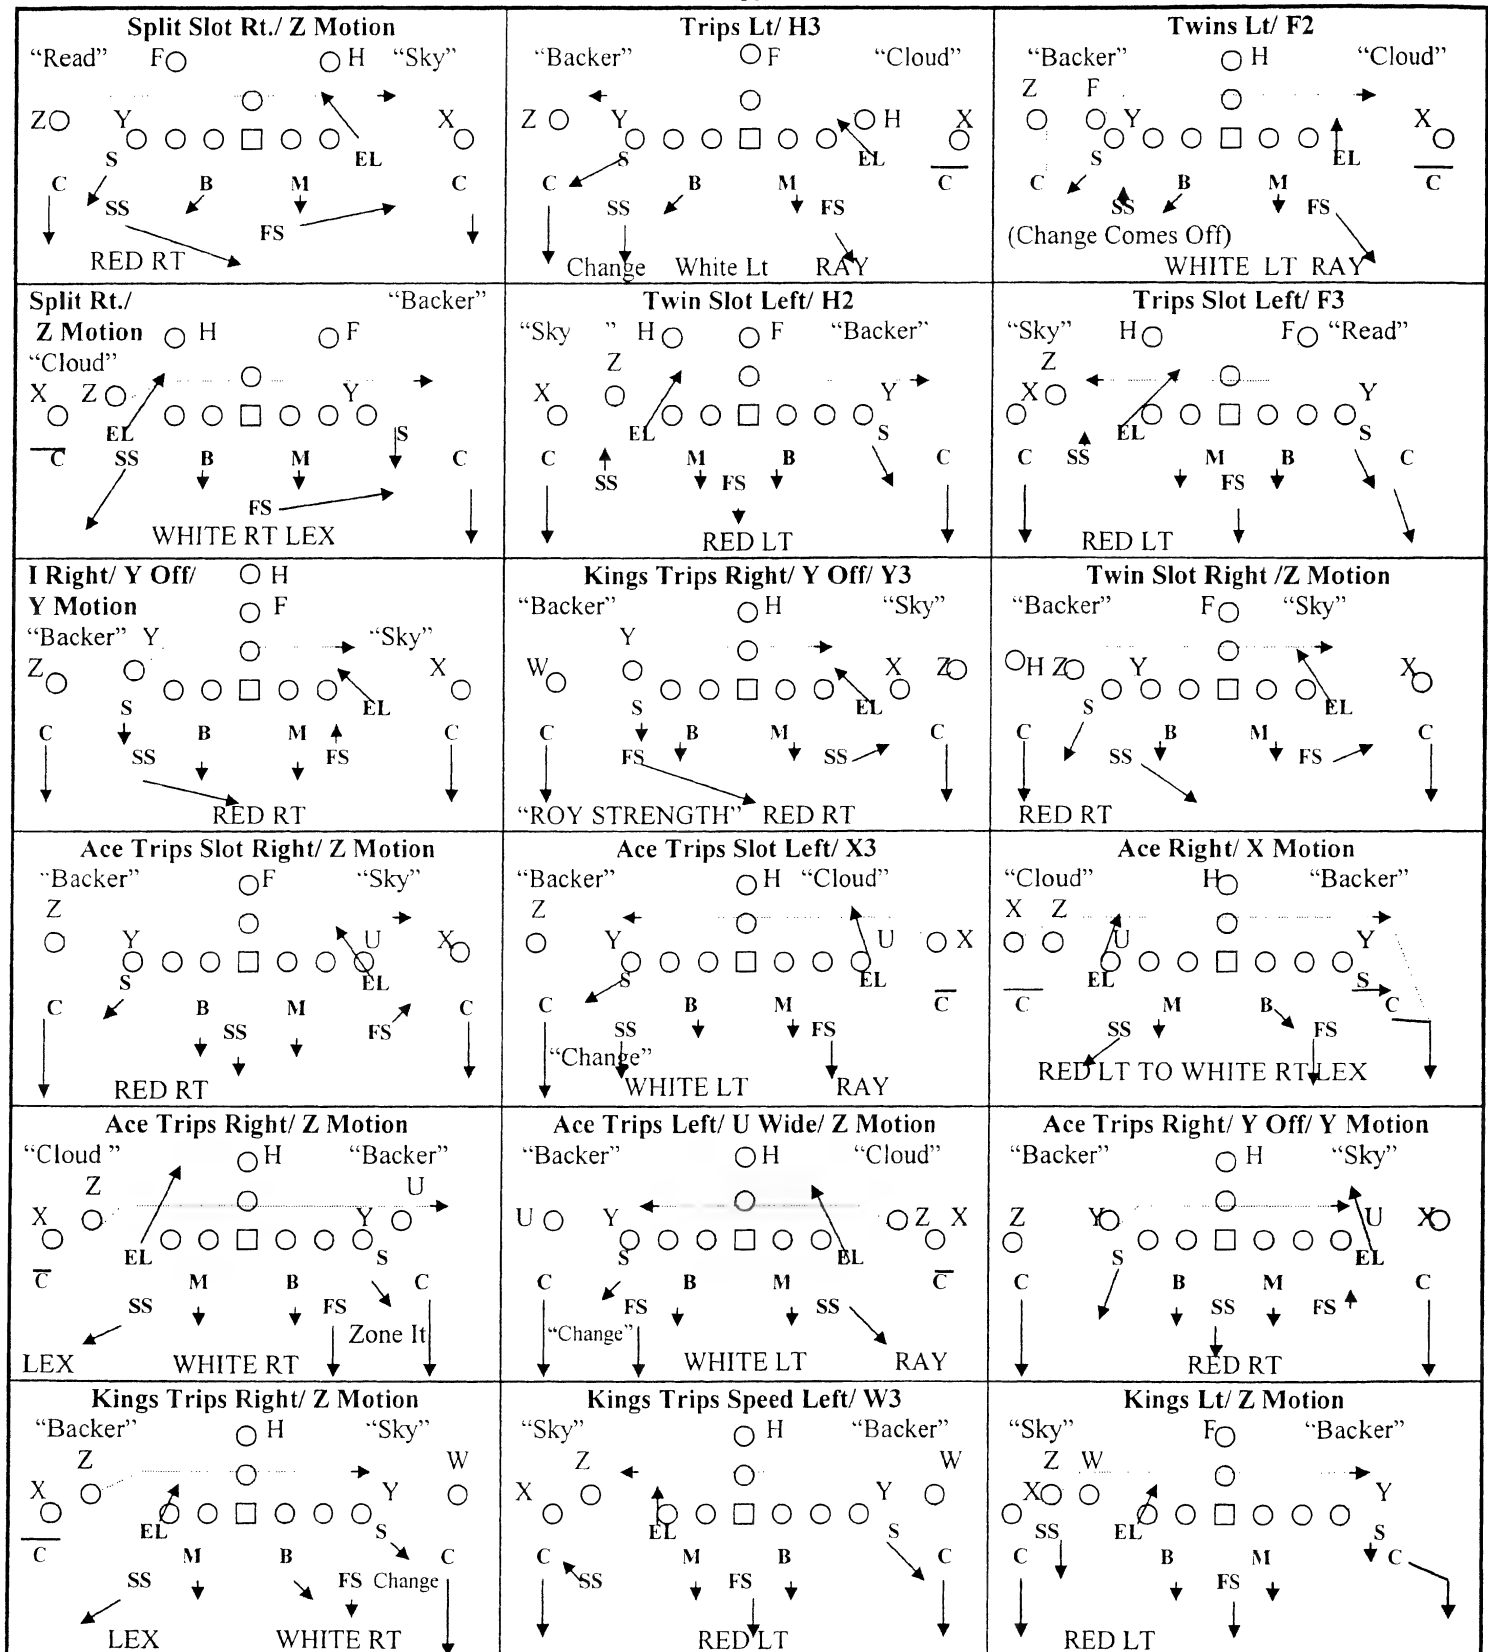 Split Slot Rt./ Z Motion
“Read” F H “Sky”
Z Y X
S EL
C B M C
SS
FS
RED RT
Trips Lt/ H3
“Backer” F “Cloud”
Z Y H X
S EL
C B M C
SS FS
Change White Lt RAY
Twins Lt/ F2
“Backer” H “Cloud”
Z F
Y X
S EL
C B M C
SS FS
(Change Comes Off)
WHITE LT RAY
Split Rt./ “Backer”
Z Motion H F
“Cloud”
X Z Y
EL S
C SS B M C
FS
WHITE RT LEX
Twin Slot Left/ H2
“Sky ” H F “Backer”
Z
X Y
EL S
C M B C
SS FS
RED LT
Trips Slot Left/ F3
“Sky” H F “Read”
Z
X Y
EL S
C SS M B C
FS
RED LT
I Right/ Y Off/ H
Y Motion F
“Backer” Y “Sky”
Z X
S EL
C B M C
SS FS
RED RT
Kings Trips Right/ Y Off/ Y3
“Backer” H “Sky”
Y
W X Z
S EL
C B M C
FS SS
“ROY STRENGTH” RED RT
Twin Slot Right /Z Motion
“Backer” F “Sky”
H Z Y X
S EL
C B M C
SS FS
RED RT
Ace Trips Slot Right/ Z Motion
“Backer” F “Sky”
Z
Y U X
S EL
C B M C
SS FS
RED RT
Ace Trips Slot Left/ X3
“Backer” H “Cloud”
Z
Y U X
S EL
C B M C
SS FS
“Change”
WHITE LT RAY
Ace Right/ X Motion
“Cloud” H “Backer”
X Z
U Y
EL S
C M B C
SS FS
RED LT TO WHITE RT LEX
Ace Trips Right/ Z Motion
“Cloud ” H “Backer”
Z U
X Y
EL S
C M B C
SS FS
Zone It
LEX WHITE RT
Ace Trips Left/ U Wide/ Z Motion
“Backer” H “Cloud”
U Y Z X
S EL
C B M C
FS SS
“Change”
WHITE LT RAY
Ace Trips Right/ Y Off/ Y Motion
“Backer” H “Sky”
Z Y U X
S EL
C B M C
SS FS
RED RT
Kings Trips Right/ Z Motion
“Backer” H “Sky”
Z W
X Y
EL S
C M B C
SS FS Change
LEX WHITE RT
Kings Trips Speed Left/ W3
“Sky” H “Backer”
Z W
X Y
EL S
C M B C
SS FS
RED LT
Kings Lt/ Z Motion
“Sky” F “Backer”
Z W
X Y
SS EL S
C B M C
FS
RED LT